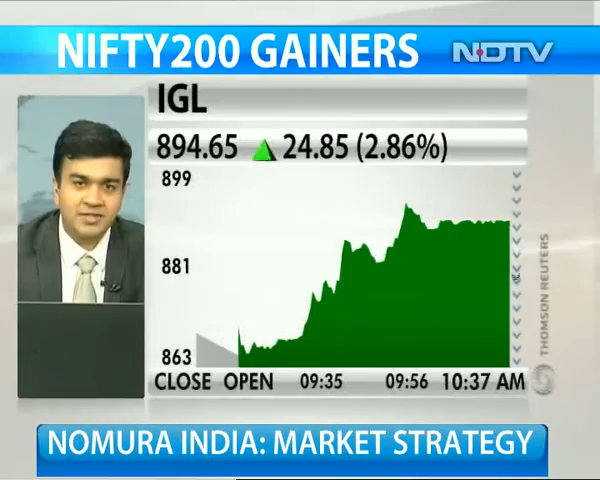 NIFTY200 GAINERS NDTV
IGL
894.65 24.85 (2.86%)
899
881
863
CLOSE OPEN 09:35 09:56 10:37 AM
THOMSON REUTERS
NOMURA INDIA: MARKET STRATEGY